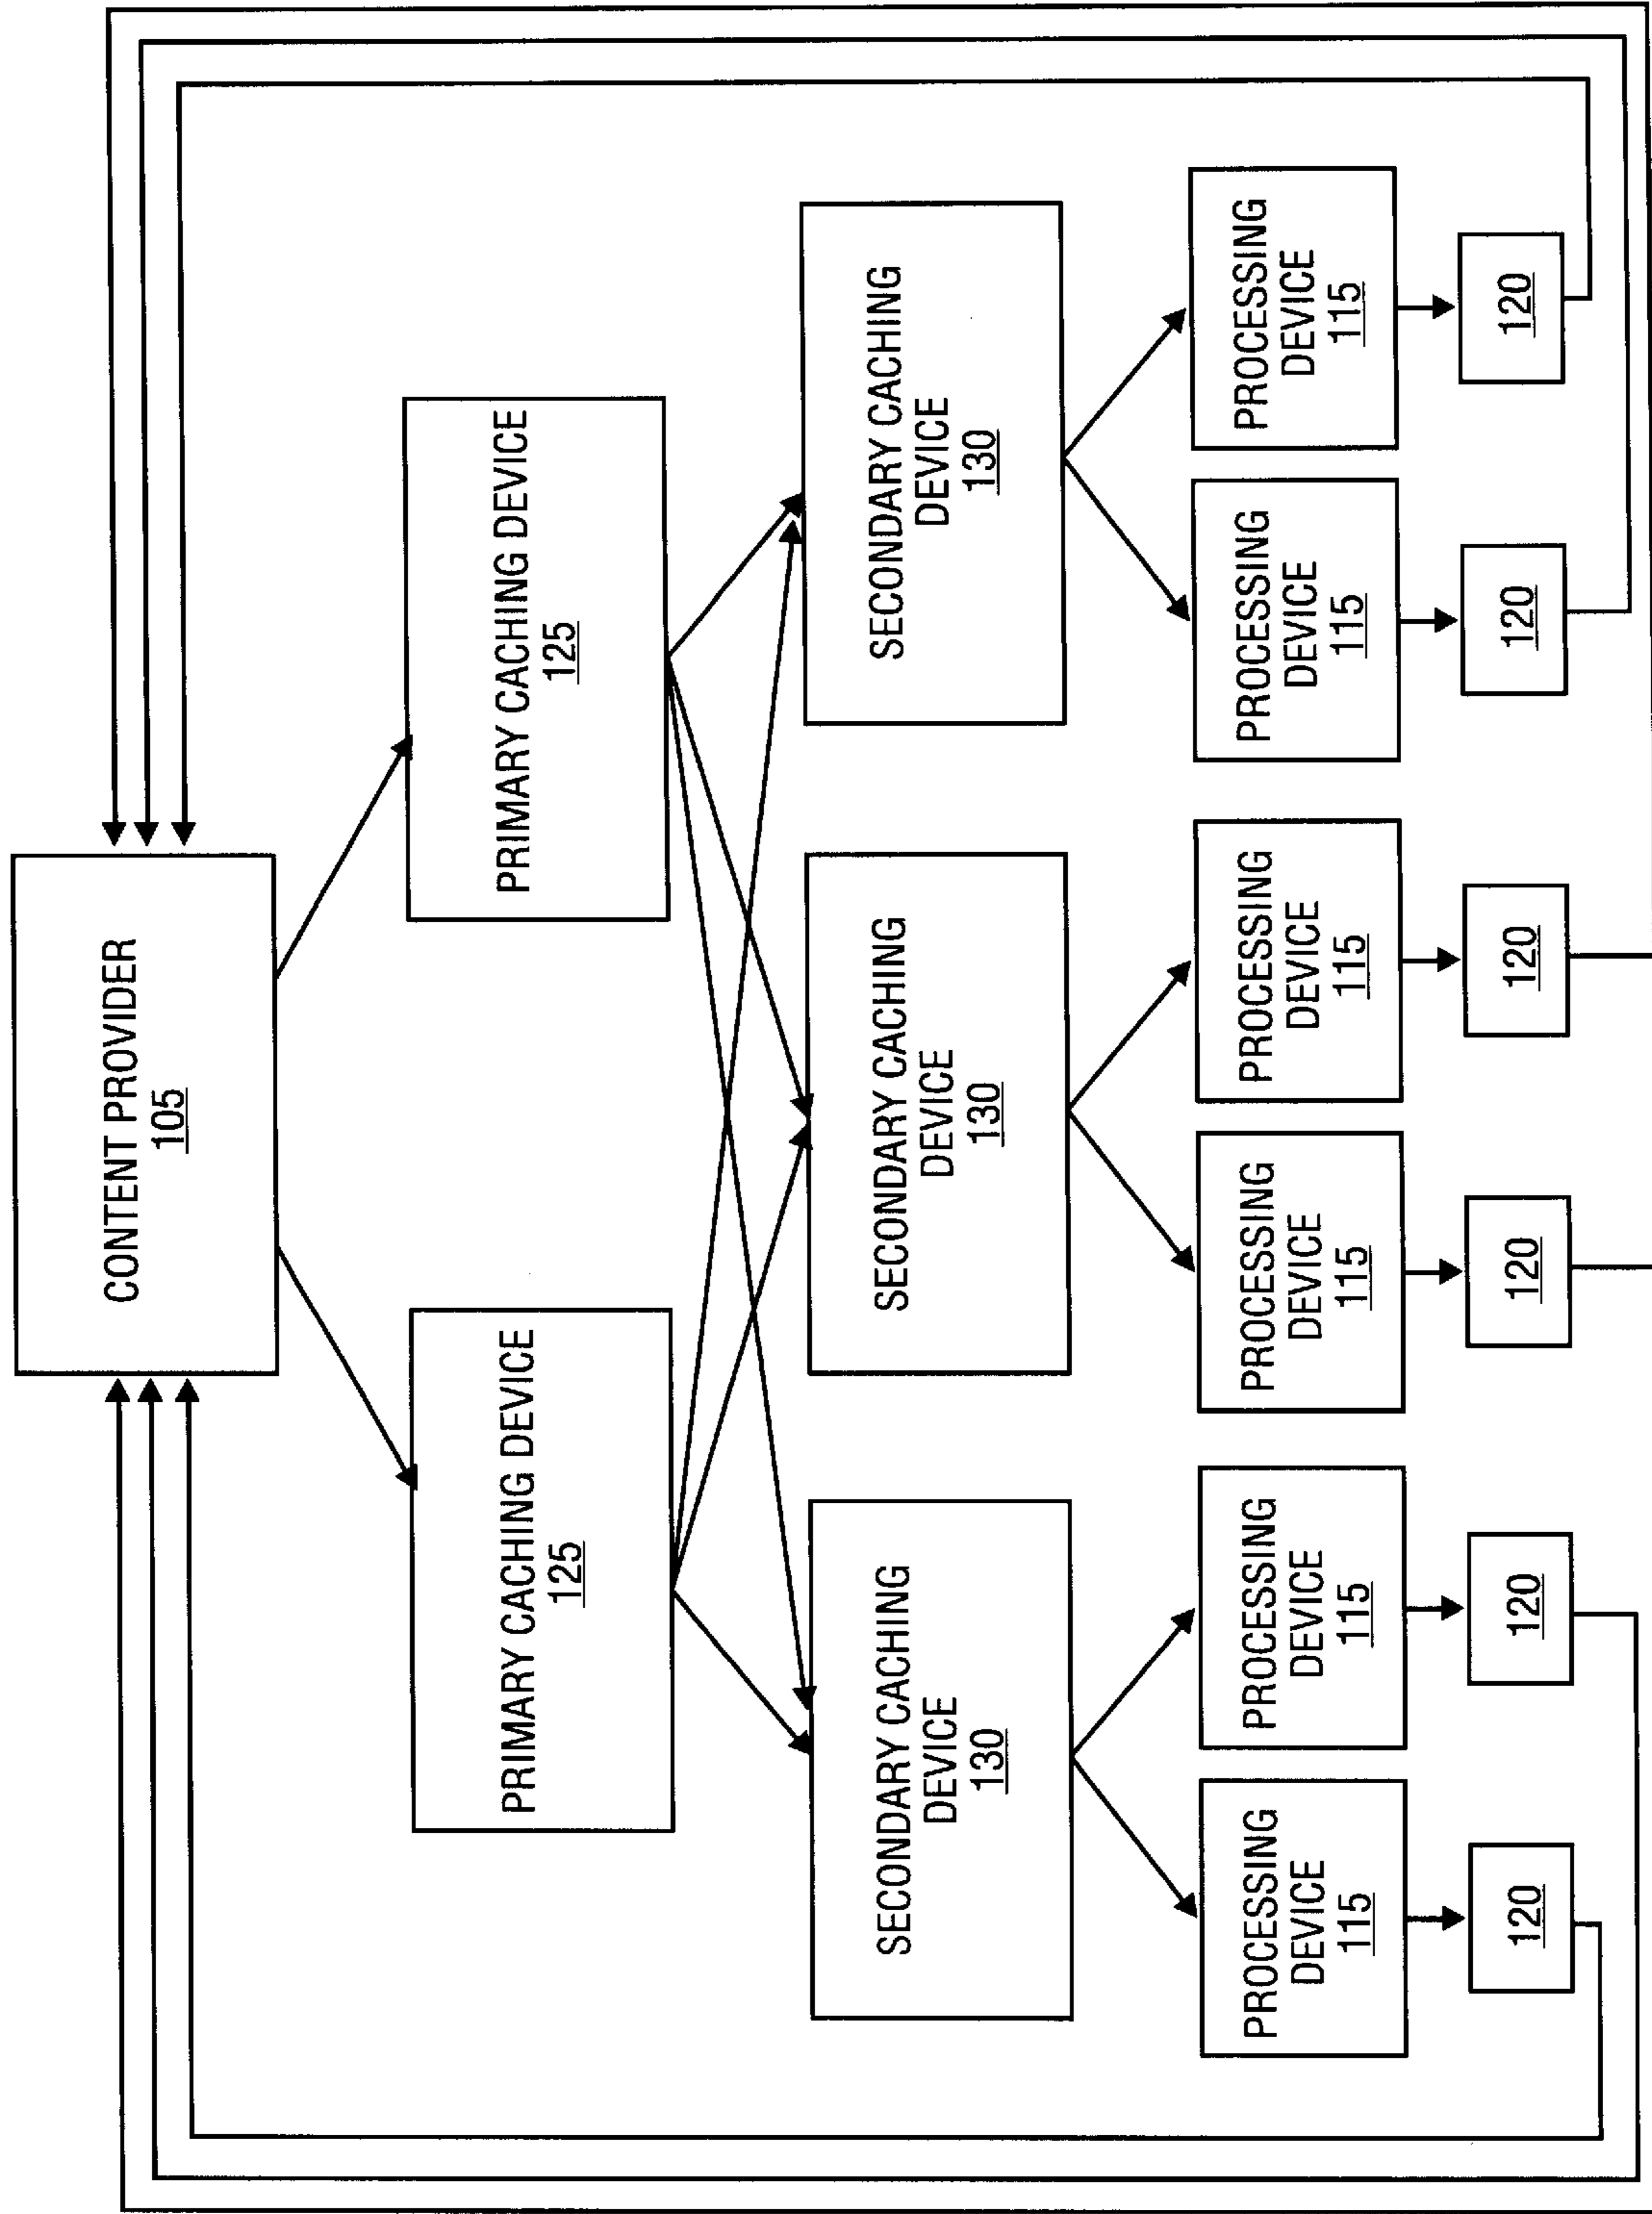 CONTENT PROVIDER
105
PRIMARY CACHING DEVICE
125
PRIMARY CACHING DEVICE
125
SECONDARY CACHING
DEVICE
130
SECONDARY CACHING
DEVICE
130
SECONDARY CACHING
DEVICE
130
PROCESSING
DEVICE
115
PROCESSING
DEVICE
115
PROCESSING
DEVICE
115
PROCESSING
DEVICE
115
PROCESSING
DEVICE
115
PROCESSING
DEVICE
115
120
120
120
120
120
120